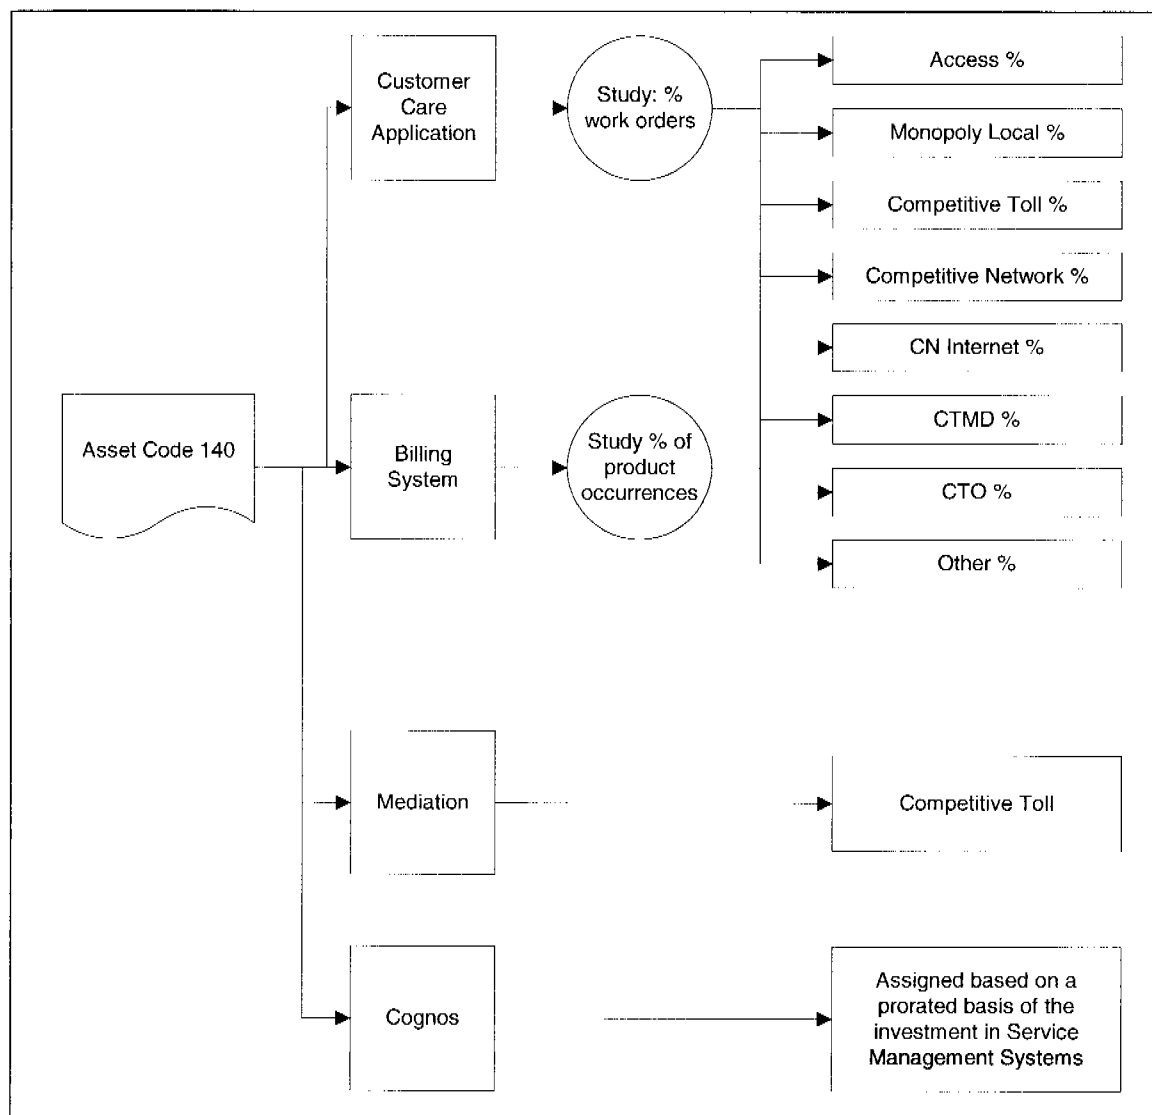 Customer
Care
Application
Study: %
work orders
Access %
Monopoly Local %
Competitive Toll %
Competitive Network %
CN Internet %
Asset Code 140
Billing
System
Study % of
product
occurrences
CTMD %
CTO %
Other %
Mediation
Competitive Toll
Cognos
Assigned based on a
prorated basis of the
investment in Service
Management Systems